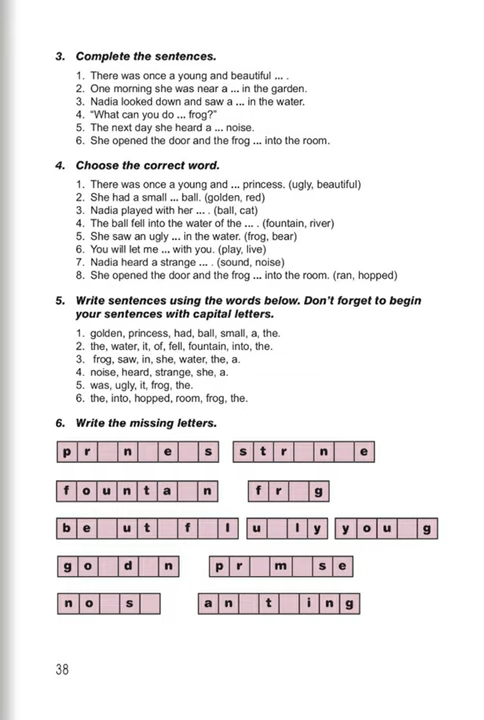 3. Complete the sentences.
1. There was once a young and beautiful ... .
2. One morning she was near a ... in the garden.
3. Nadia looked down and saw a ... in the water.
4. “What can you do ... frog?”
5. The next day she heard a ... noise.
6. She opened the door and the frog ... into the room.
4. Choose the correct word.
1. There was once a young and ... princess. (ugly, beautiful)
2. She had a small ... ball. (golden, red)
3. Nadia played with her ... . (ball, cat)
4. The ball fell into the water of the ... . (fountain, river)
5. She saw an ugly ... in the water. (frog, bear)
6. You will let me ... with you. (play, live)
7. Nadia heard a strange ... . (sound, noise)
8. She opened the door and the frog ... into the room. (ran, hopped)
5. Write sentences using the words below. Don’t forget to begin
your sentences with capital letters.
1. golden, princess, had, ball, small, a, the.
2. the, water, it, of, fell, fountain, into, the.
3. frog, saw, in, she, water, the, a.
4. noise, heard, strange, she, a.
5. was, ugly, it, frog, the.
6. the, into, hopped, room, frog, the.
6. Write the missing letters.
p r   n   e   s   s t r   n   e
f o u n t a   n   f r   g
b e   u t   f   l   u   l y   y o u   g
g o   d   n   p r   m   s e
n o   s     a n   t   i n g
38